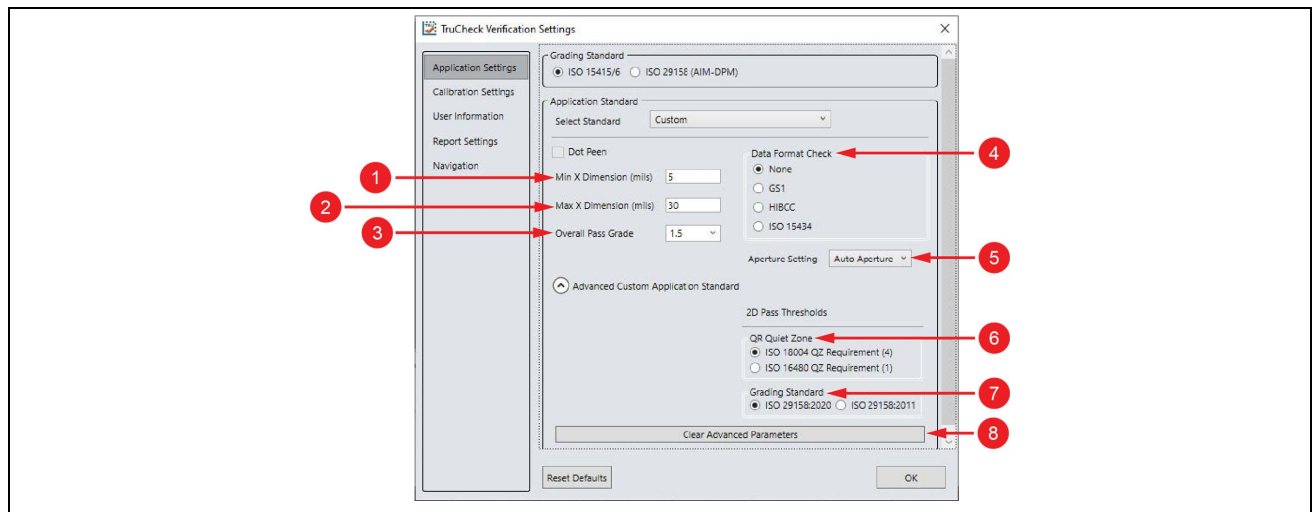 TruCheck Verification Settings
Application Settings
Calibration Settings
User Information
Report Settings
Navigation
Grading Standard
ISO 15415/6 ISO 29158 (AIM-DPM)
Application Standard
Select Standard Custom
Dot Peen
1 Min X Dimension (mils) 5
2 Max X Dimension (mils) 30
3 Overall Pass Grade 1.5
Data Format Check 4
None
GS1
HIBCC
ISO 15434
Aperture Setting Auto Aperture 5
Advanced Custom Application Standard
2D Pass Thresholds
QR Quiet Zone 6
ISO 18004 QZ Requirement (4)
ISO 16480 QZ Requirement (1)
Grading Standard 7
ISO 29158:2020 ISO 29158:2011
Clear Advanced Parameters 8
Reset Defaults OK